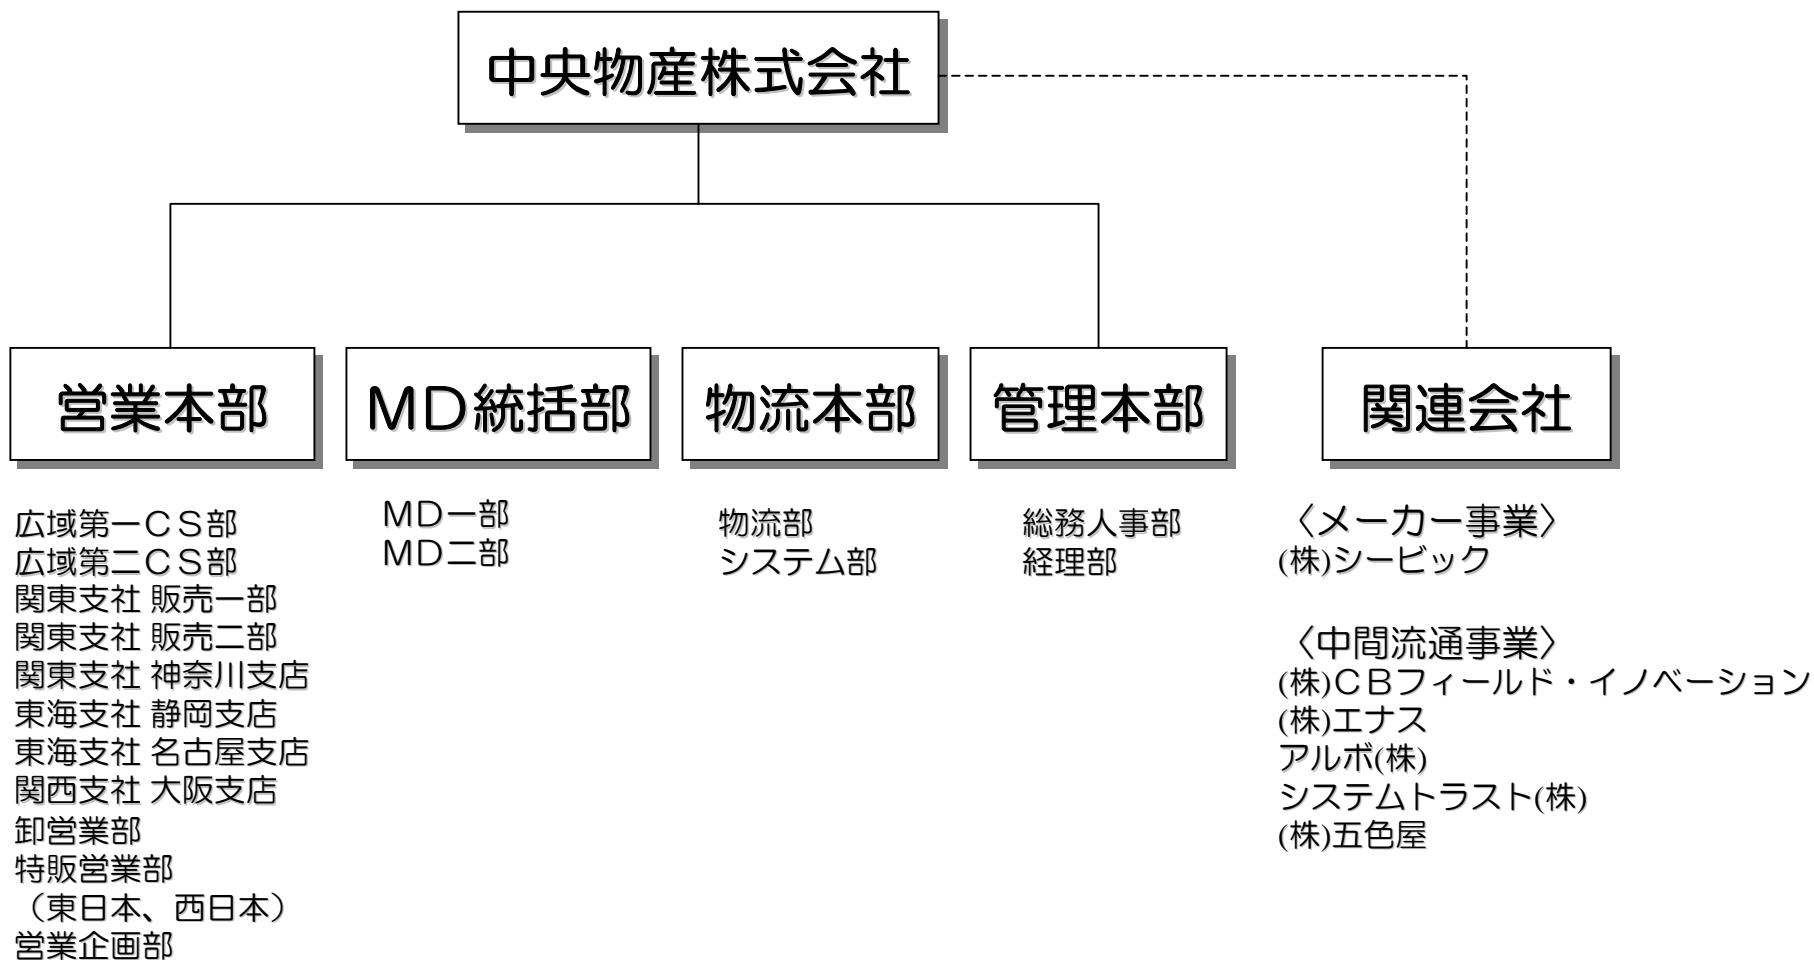 中央物産株式会社
営業本部
広域第一ＣＳ部
広域第二ＣＳ部
関東支社 販売一部
関東支社 販売二部
関東支社 神奈川支店
東海支社 静岡支店
東海支社 名古屋支店
関西支社 大阪支店
卸営業部
特販営業部
（東日本、西日本）
営業企画部
ＭＤ統括部
ＭＤ一部
ＭＤ二部
物流本部
物流部
システム部
管理本部
総務人事部
経理部
関連会社
〈メーカー事業〉
(株)シービック
〈中間流通事業〉
(株)ＣＢフィールド・イノベーション
(株)エナス
アルボ(株)
システムトラスト(株)
(株)五色屋